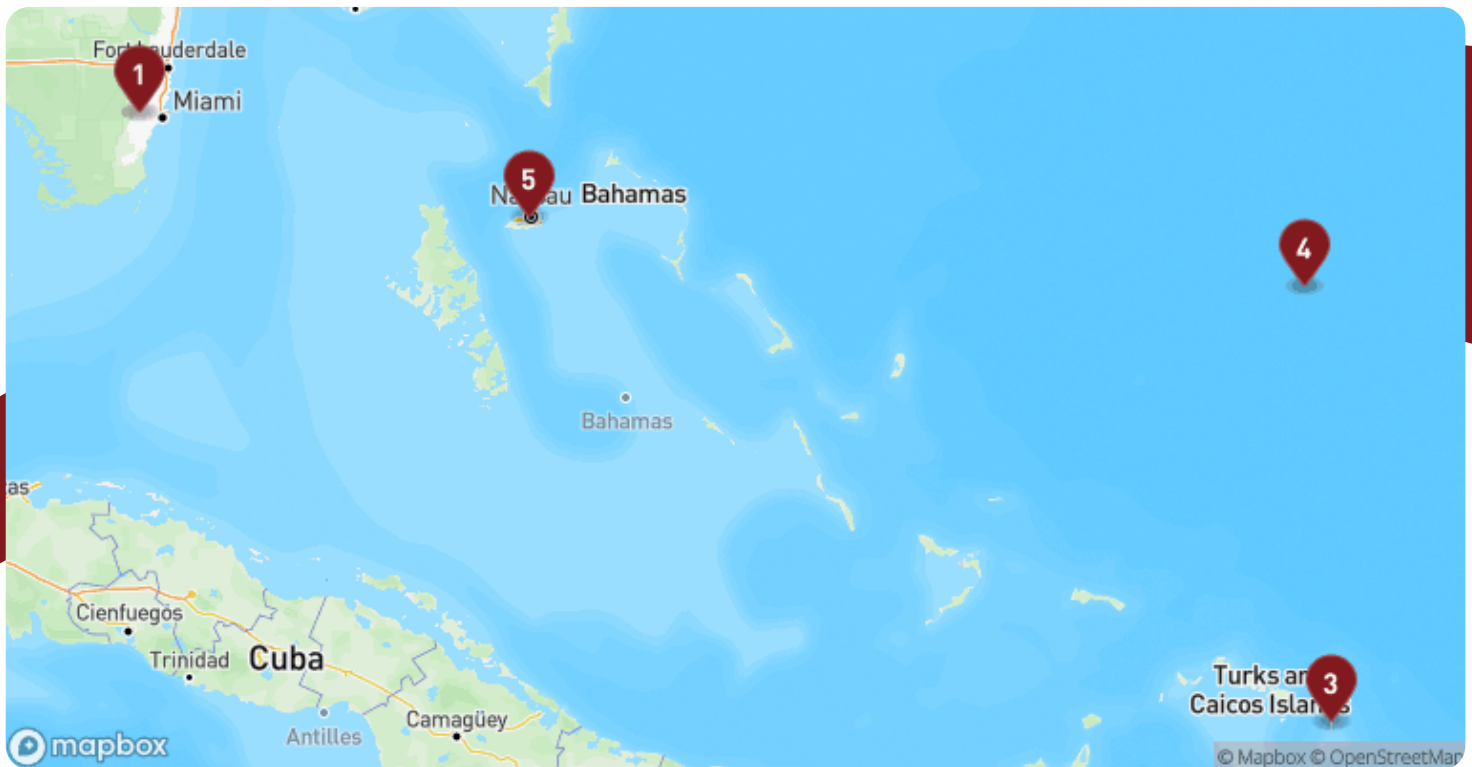 Fort Lauderdale
1
Miami
5
Nassau
Bahamas
4
Bahamas
Cienfuegos
Trinidad
Cuba
Antilles
Camagüey
Turks and
Caicos Islands
3
mapbox
© Mapbox © OpenStreetMap